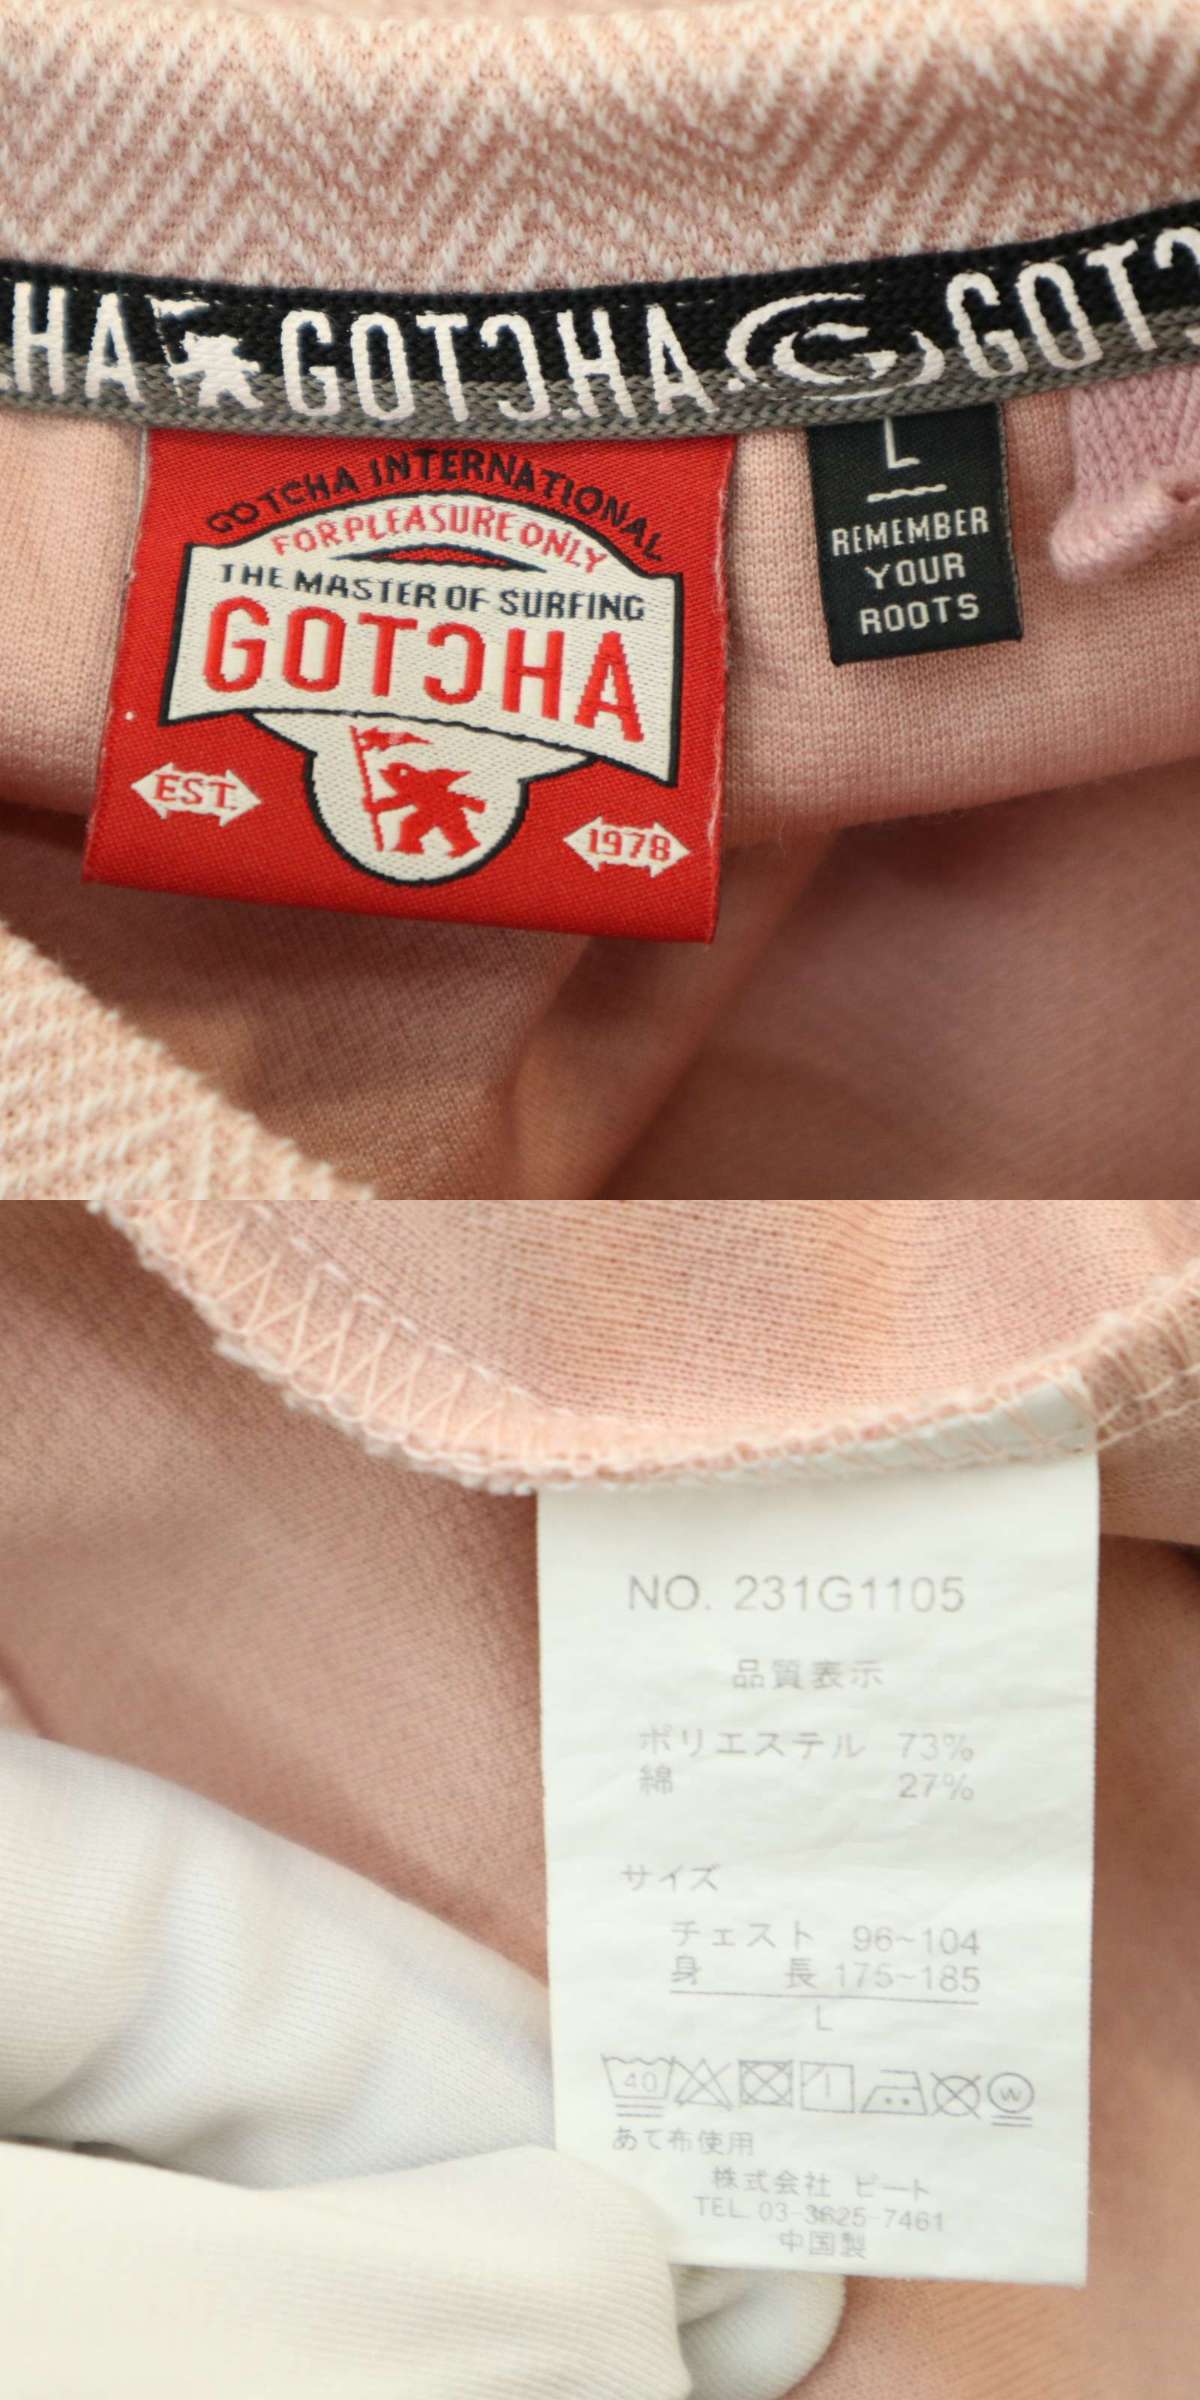 HA GOTCHA G GOTC
GOTCHA INTERNATIONAL
FOR PLEASURE ONLY
THE MASTER OF SURFING
GOTCHA
EST.
1978
L
REMEMBER
YOUR
ROOTS
NO. 231G1105
品質表示
ポリエステル 73%
綿 27%
サイズ
チェスト 96~104
身 長 175~185
L
40 W
あて布使用
株式会社 ビート
TEL. 03-3625-7461
中国製